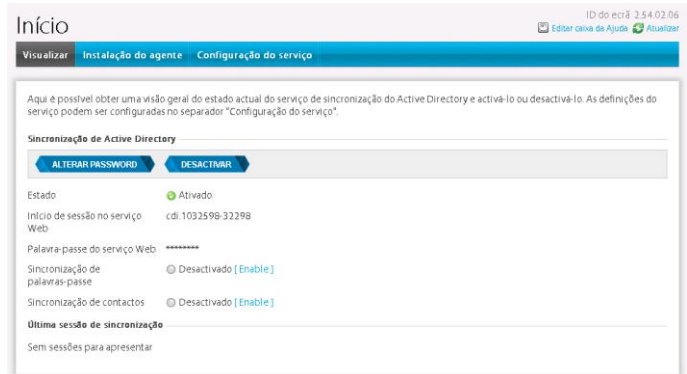 ID do ecrã 2.54.02.06
Início
Editar caixa da Ajuda Atualizar
Visualizar Instalação do agente Configuração do serviço
Aqui é possível obter uma visão geral do estado actual do serviço de sincronização do Active Directory e activá-lo ou desactivá-lo. As definições do
serviço podem ser configuradas no separador "Configuração do serviço".
Sincronização de Active Directory
ALTERAR PASSWORD DESACTIVAR
Estado Ativado
Início de sessão no serviço cdi.1032598-32298
Web
Palavra-passe do serviço Web ********
Sincronização de Desactivado [ Enable ]
palavras-passe
Sincronização de contactos Desactivado [ Enable ]
Última sessão de sincronização
Sem sessões para apresentar